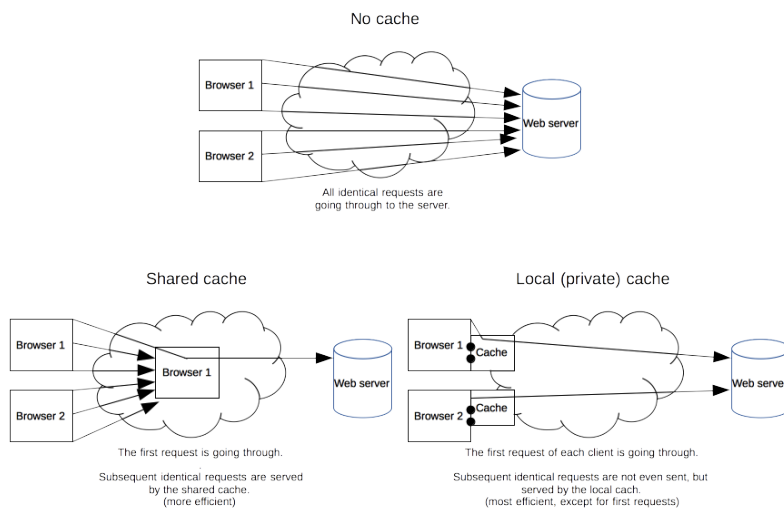 No cache
Browser 1
Browser 2
Web server
All identical requests are
going through to the server.
Shared cache
Browser 1
Browser 2
Browser 1
Web server
The first request is going through.
Subsequent identical requests are served
by the shared cache.
(more efficient)
Local (private) cache
Browser 1
Cache
Browser 2
Cache
Web serve
The first request of each client is going through.
Subsequent identical requests are not even sent, but
served by the local cache.
(most efficient, except for first requests)